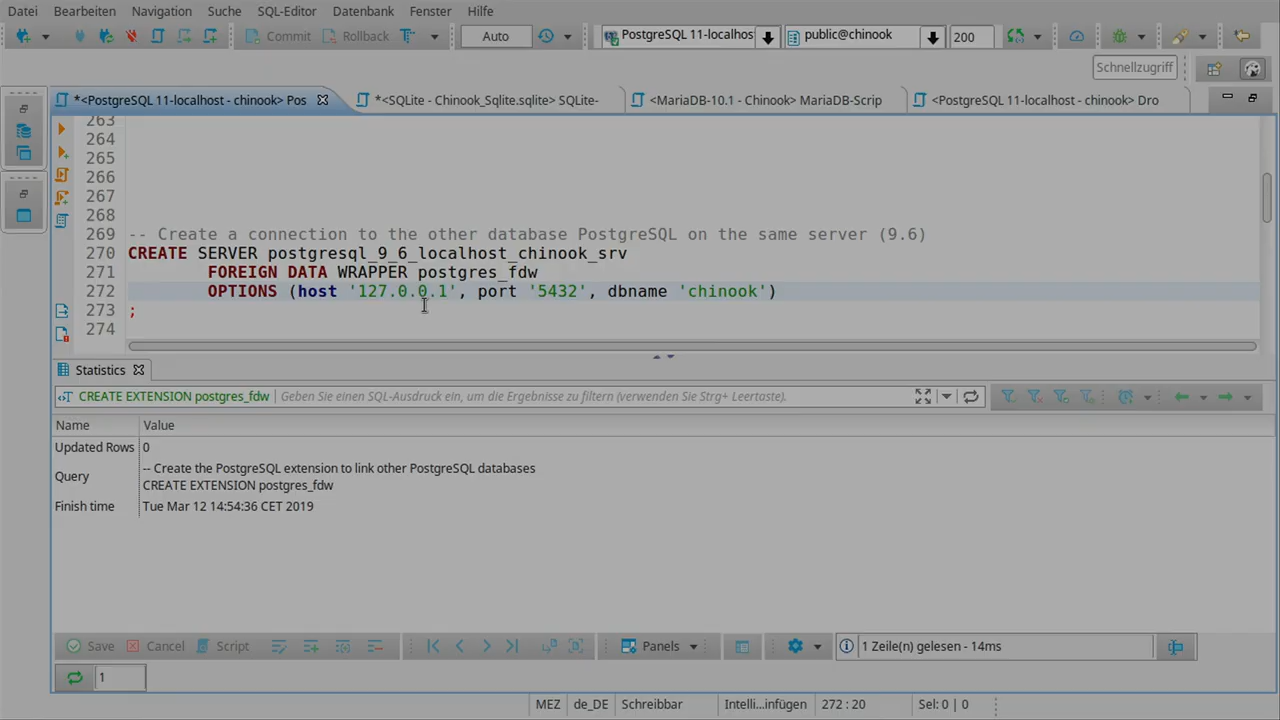 Datei Bearbeiten Navigation Suche SQL-Editor Datenbank Fenster Hilfe
Commit Rollback Auto PostgreSQL 11-localhos public@chinook 200
Schnellzugriff
*<PostgreSQL 11-localhost - chinook> Pos *<SQLite - Chinook_Sqlite.sqlite> SQLite- <MariaDB-10.1 - Chinook> MariaDB-Scrip <PostgreSQL 11-localhost - chinook> Dro
263
264
265
266
267
268
269 -- Create a connection to the other database PostgreSQL on the same server (9.6)
270 CREATE SERVER postgresql_9_6_localhost_chinook_srv
271 FOREIGN DATA WRAPPER postgres_fdw
272 OPTIONS (host '127.0.0.1', port '5432', dbname 'chinook')
273 ;
274
Statistics
CREATE EXTENSION postgres_fdw Geben Sie einen SQL-Ausdruck ein, um die Ergebnisse zu filtern (verwenden Sie Strg+ Leertaste).
Name Value
Updated Rows 0
Query -- Create the PostgreSQL extension to link other PostgreSQL databases
CREATE EXTENSION postgres_fdw
Finish time Tue Mar 12 14:54:36 CET 2019
Save Cancel Script Panels 1 Zeile(n) gelesen - 14ms
1
MEZ de_DE Schreibbar Intelli...infügen 272 : 20 Sel: 0 | 0